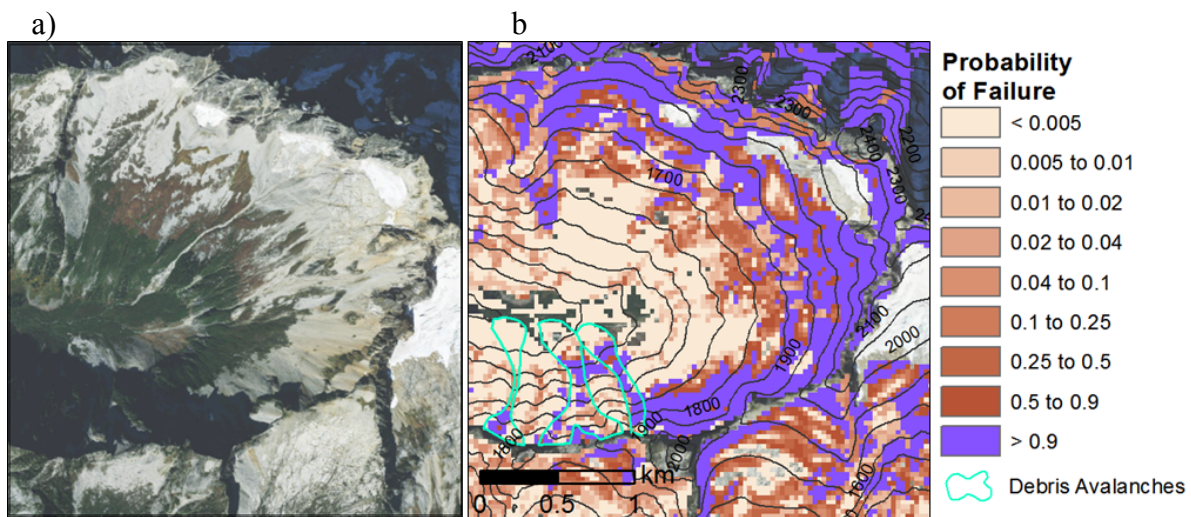 a)
b
2100
2300
2300
2400
2200
2300
1700
2100
2000
1900
1800
1900
1800
2000
1600
km
0
0.5
1
Probability
of Failure
< 0.005
0.005 to 0.01
0.01 to 0.02
0.02 to 0.04
0.04 to 0.1
0.1 to 0.25
0.25 to 0.5
0.5 to 0.9
> 0.9
Debris Avalanches